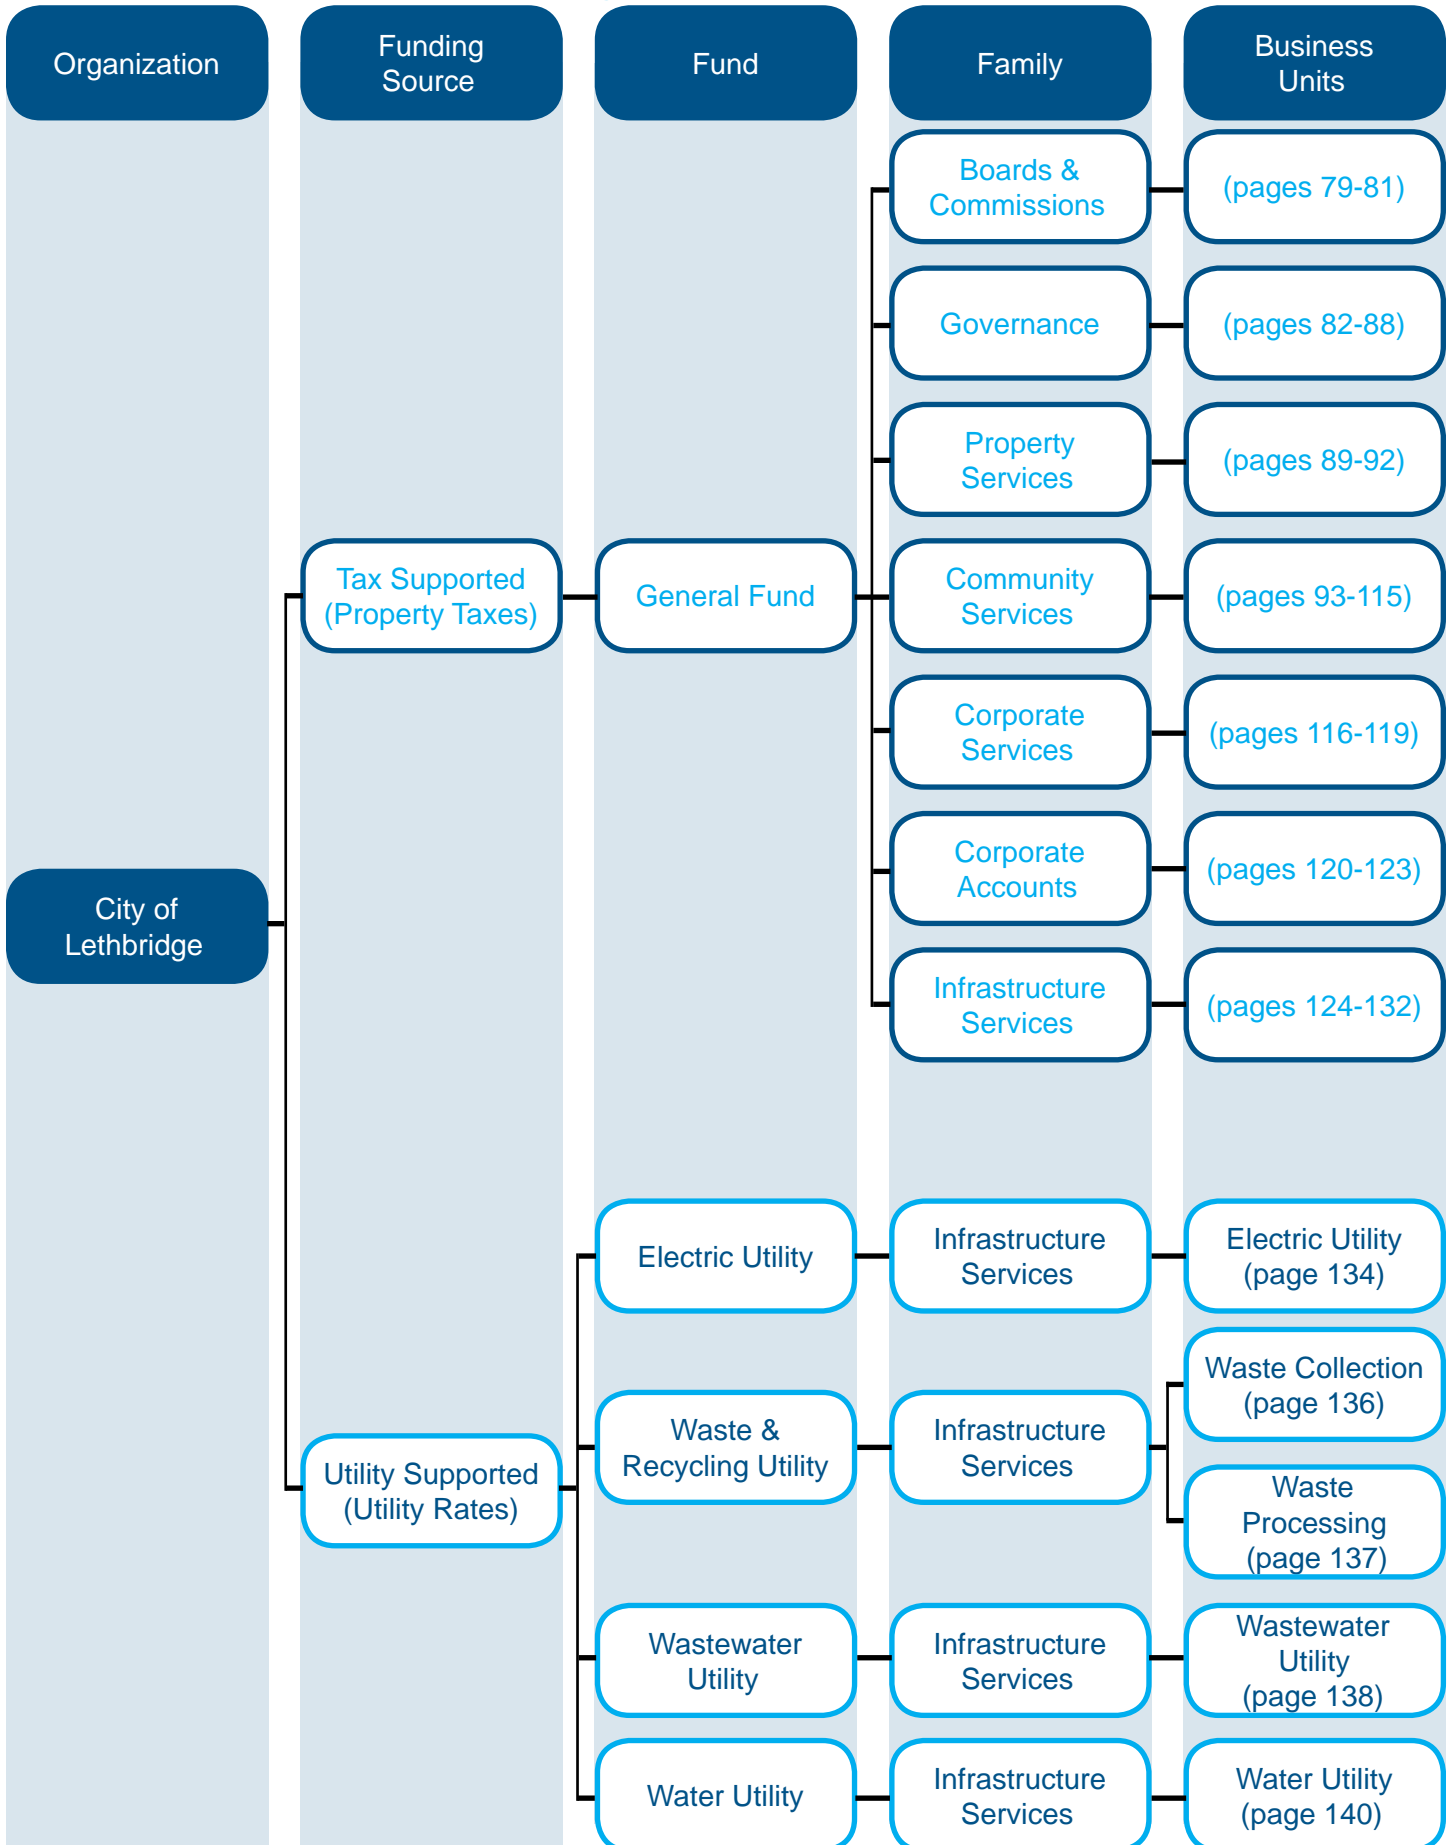 Organization
Funding
Source
Fund
Family
Business
Units
Boards &
Commissions
(pages 79-81)
Governance
(pages 82-88)
Property
Services
(pages 89-92)
Tax Supported
(Property Taxes)
General Fund
Community
Services
(pages 93-115)
Corporate
Services
(pages 116-119)
Corporate
Accounts
(pages 120-123)
City of
Lethbridge
Infrastructure
Services
(pages 124-132)
Electric Utility
Infrastructure
Services
Electric Utility
(page 134)
Utility Supported
(Utility Rates)
Waste &
Recycling Utility
Infrastructure
Services
Waste Collection
(page 136)
Waste
Processing
(page 137)
Wastewater
Utility
Infrastructure
Services
Wastewater
Utility
(page 138)
Water Utility
Infrastructure
Services
Water Utility
(page 140)